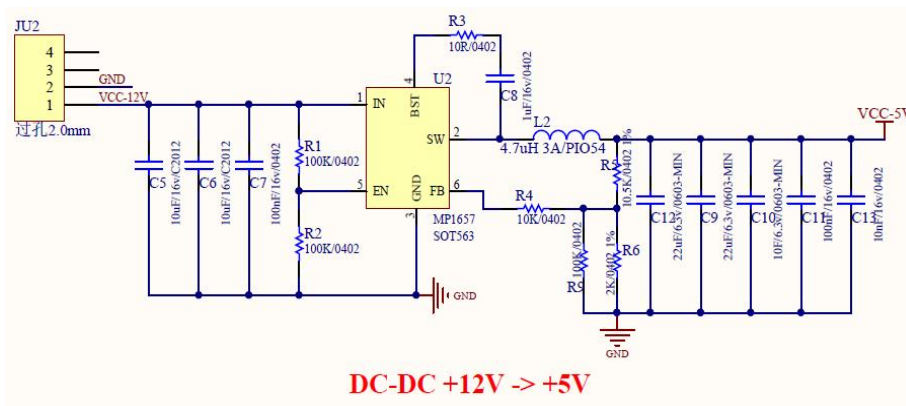 JU2
4
3
2
1
GND
VCC-12V
过孔2.0mm
C5
10uF/16v/C2012
C6
10uF/16v/C2012
C7
100nF/16v/0402
R1
100K/0402
R2
100K/0402
R3
10R/0402
C8
1uF/16v/0402
U2
4
BST
1
IN
SW
2
5
EN
GND
3
FB
6
MP1657
SOT563
L2
4.7uH 3A/PIO54
R4
10K/0402
R5
10.5K/0402 1%
R6
2K/0402 1%
R9
100K/0402
VCC-5V
C12
22uF/6.3v/0603-MIN
C9
22uF/6.3v/0603-MIN
C10
10F/6.3v/0603-MIN
C11
100nF/16v/0402
C13
10nF/16v/0402
GND
GND
DC-DC +12V -> +5V